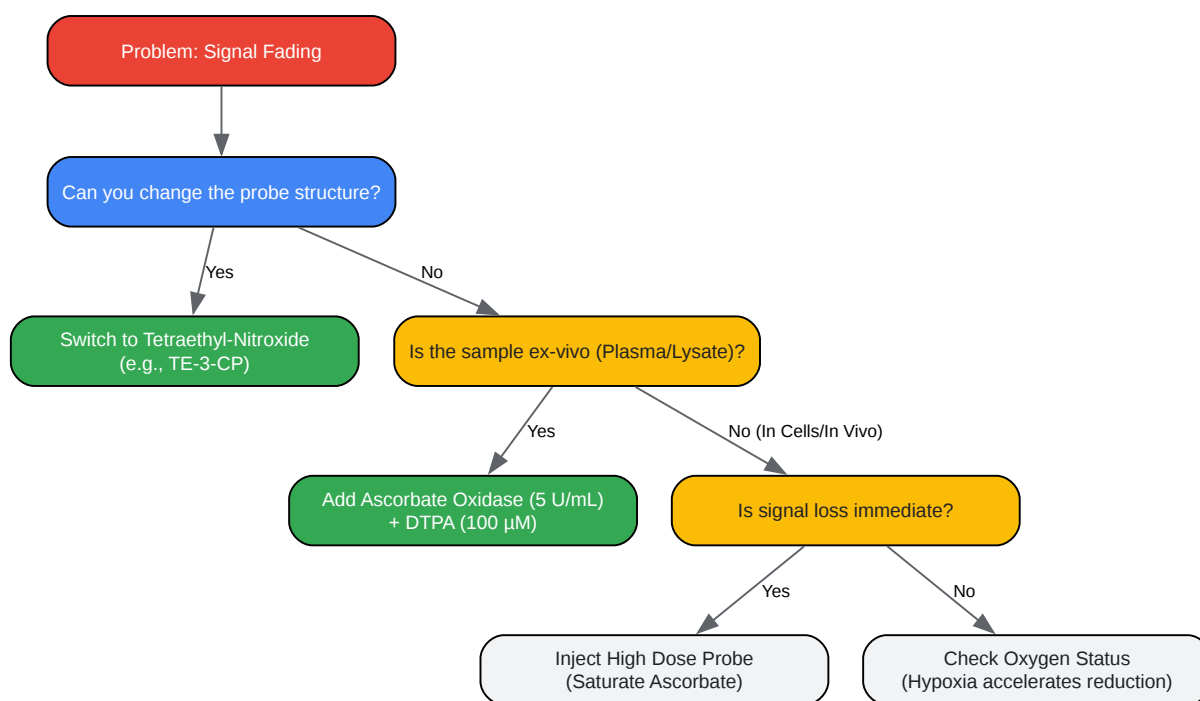 Problem: Signal Fading
Can you change the probe structure?
Yes
No
Switch to Tetraethyl-Nitroxide
(e.g., TE-3-CP)
Is the sample ex-vivo (Plasma/Lysate)?
Yes
No (In Cells/In Vivo)
Add Ascorbate Oxidase (5 U/mL)
+ DTPA (100 µM)
Is signal loss immediate?
Yes
No
Inject High Dose Probe
(Saturate Ascorbate)
Check Oxygen Status
(Hypoxia accelerates reduction)